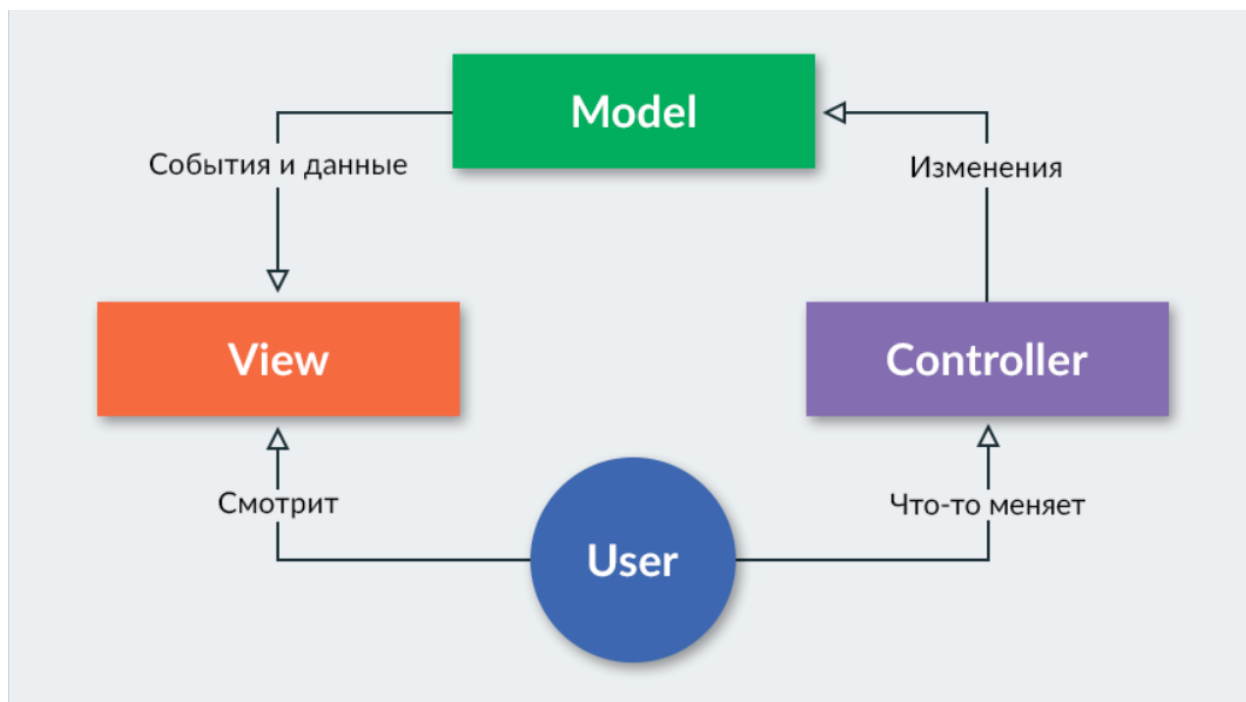 Model
События и данные
Изменения
View
Controller
Смотрит
Что-то меняет
User